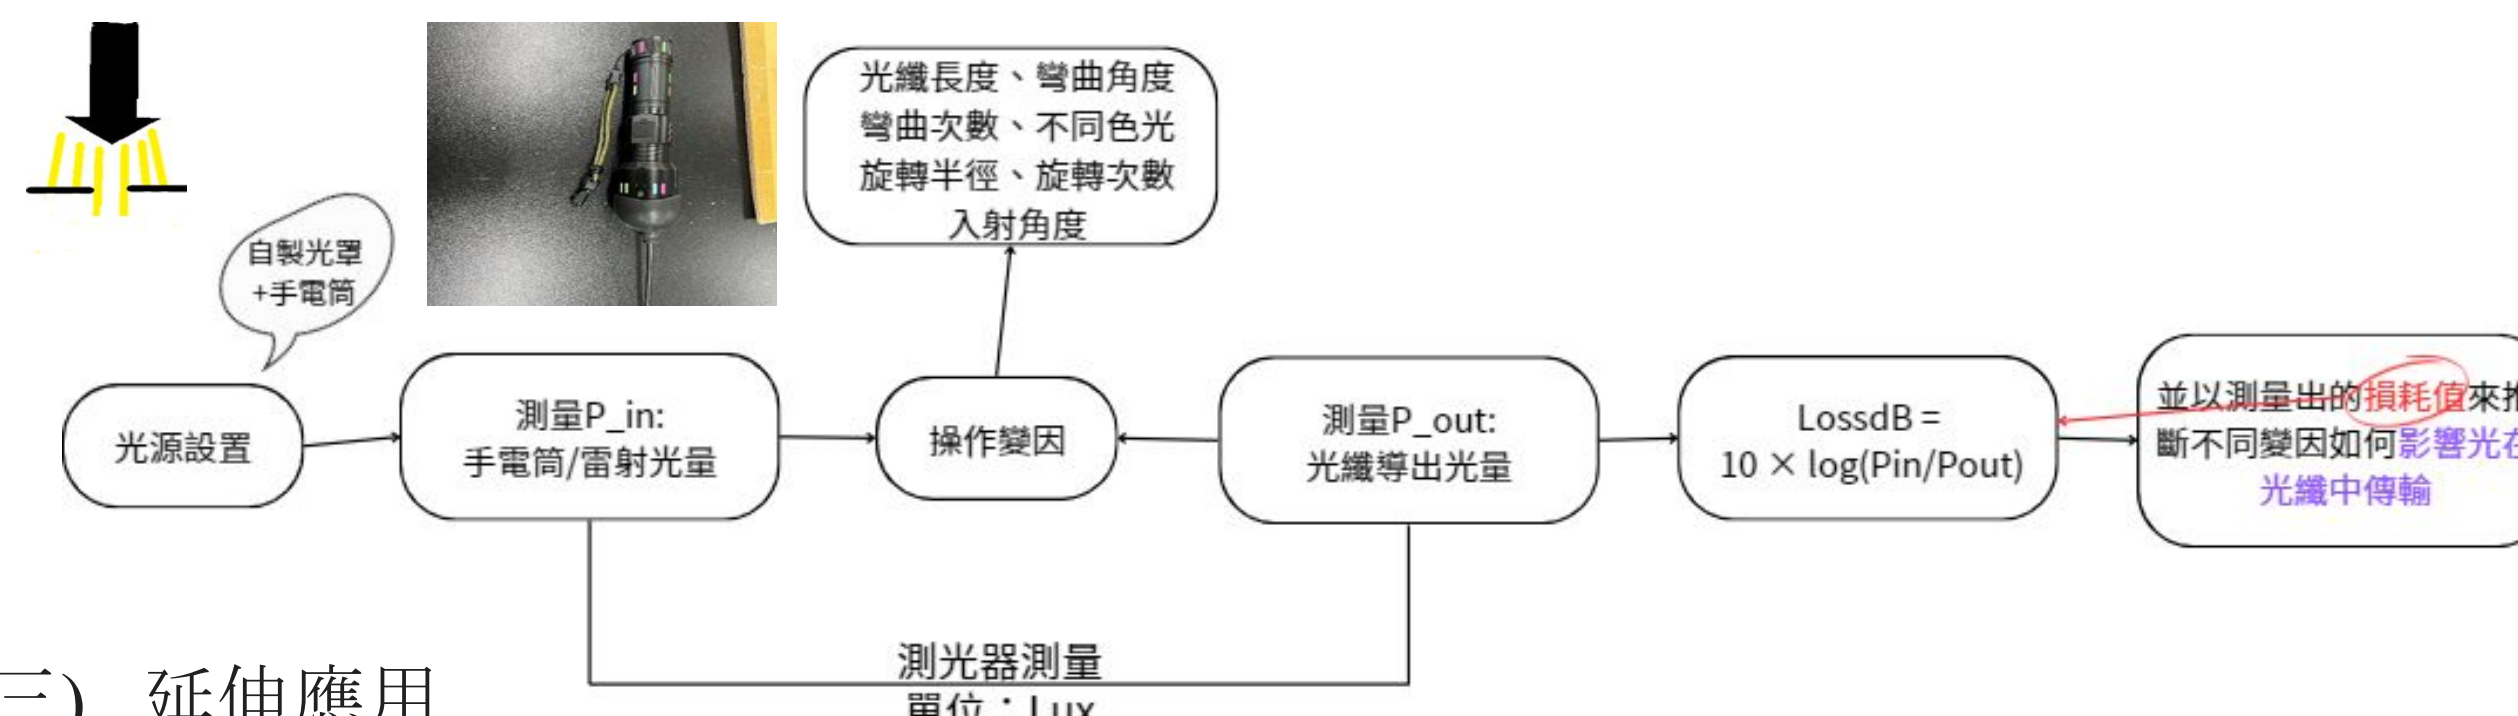 光纖長度、彎曲角度
彎曲次數、不同色光
旋轉半徑、旋轉次數
入射角度
自製光罩
+手電筒
光源設置
測量P_in:
手電筒/雷射光量
操作變因
測量P_out:
光纖導出光量
LossdB =
10 × log(Pin/Pout)
並以測量出的損耗值來推
斷不同變因如何影響光在
光纖中傳輸
測光器測量
單位：Lux
三) 延伸應用